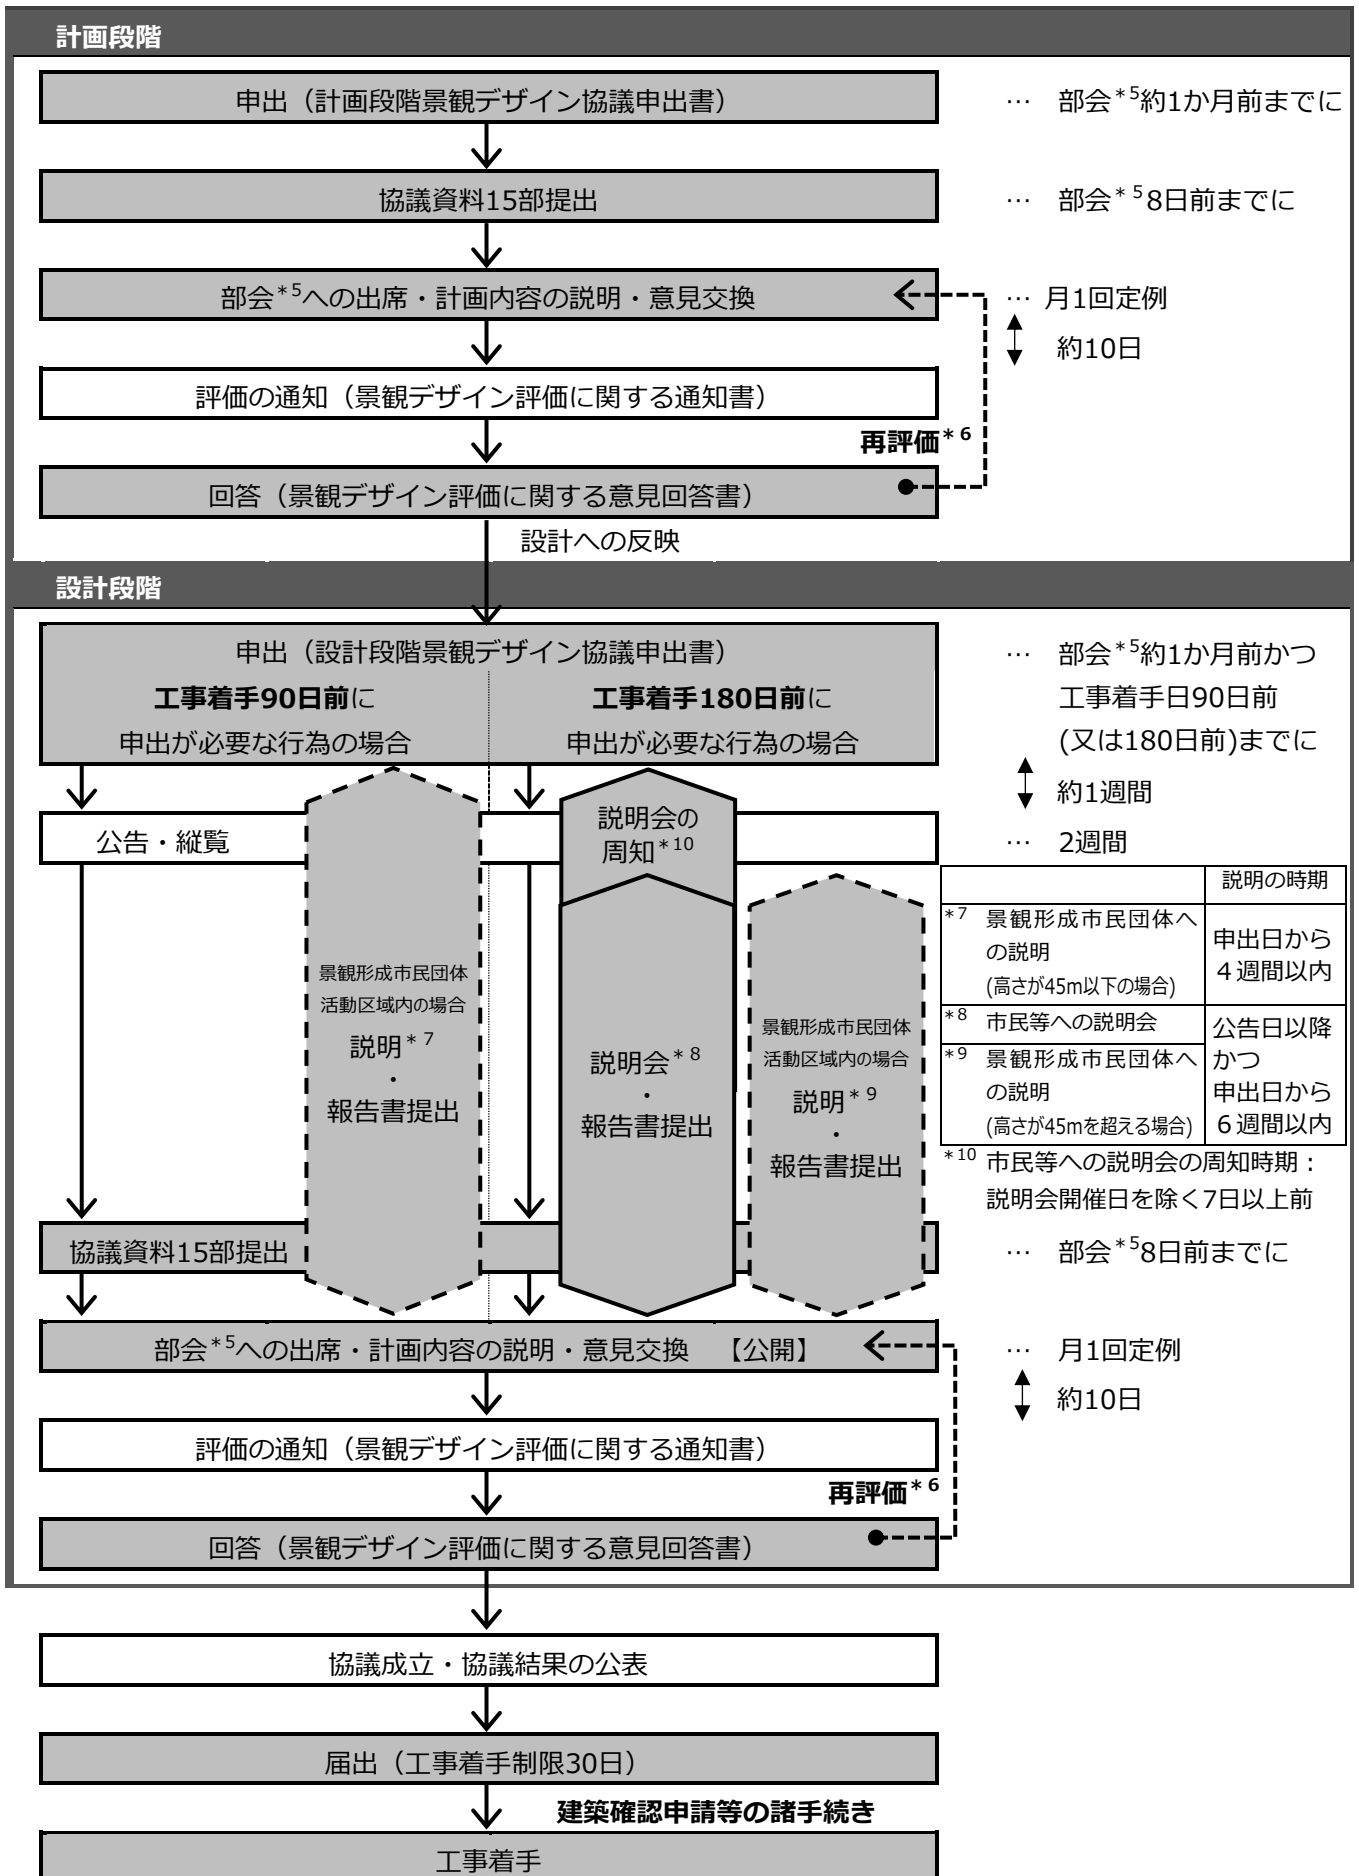 計画段階
申出（計画段階景観デザイン協議申出書）
… 部会*5約1か月前までに
協議資料15部提出
… 部会*58日前までに
部会*5への出席・計画内容の説明・意見交換
… 月1回定例
約10日
評価の通知（景観デザイン評価に関する通知書）
再評価*6
回答（景観デザイン評価に関する意見回答書）
設計への反映
設計段階
申出（設計段階景観デザイン協議申出書）
工事着手90日前に
申出が必要な行為の場合
工事着手180日前に
申出が必要な行為の場合
… 部会*5約1か月前かつ
工事着手日90日前
(又は180日前)までに
約1週間
公告・縦覧
説明会の
周知*10
… 2週間
説明の時期
*7 景観形成市民団体へ
の説明
(高さが45m以下の場合)
申出日から
４週間以内
*8 市民等への説明会
*9 景観形成市民団体へ
の説明
(高さが45mを超える場合)
公告日以降
かつ
申出日から
６週間以内
*10 市民等への説明会の周知時期：
説明会開催日を除く7日以上前
景観形成市民団体
活動区域内の場合
説明*7
・
報告書提出
説明会*8
・
報告書提出
景観形成市民団体
活動区域内の場合
説明*9
・
報告書提出
協議資料15部提出
… 部会*58日前までに
部会*5への出席・計画内容の説明・意見交換 【公開】
… 月1回定例
約10日
評価の通知（景観デザイン評価に関する通知書）
再評価*6
回答（景観デザイン評価に関する意見回答書）
協議成立・協議結果の公表
届出（工事着手制限30日）
建築確認申請等の諸手続き
工事着手